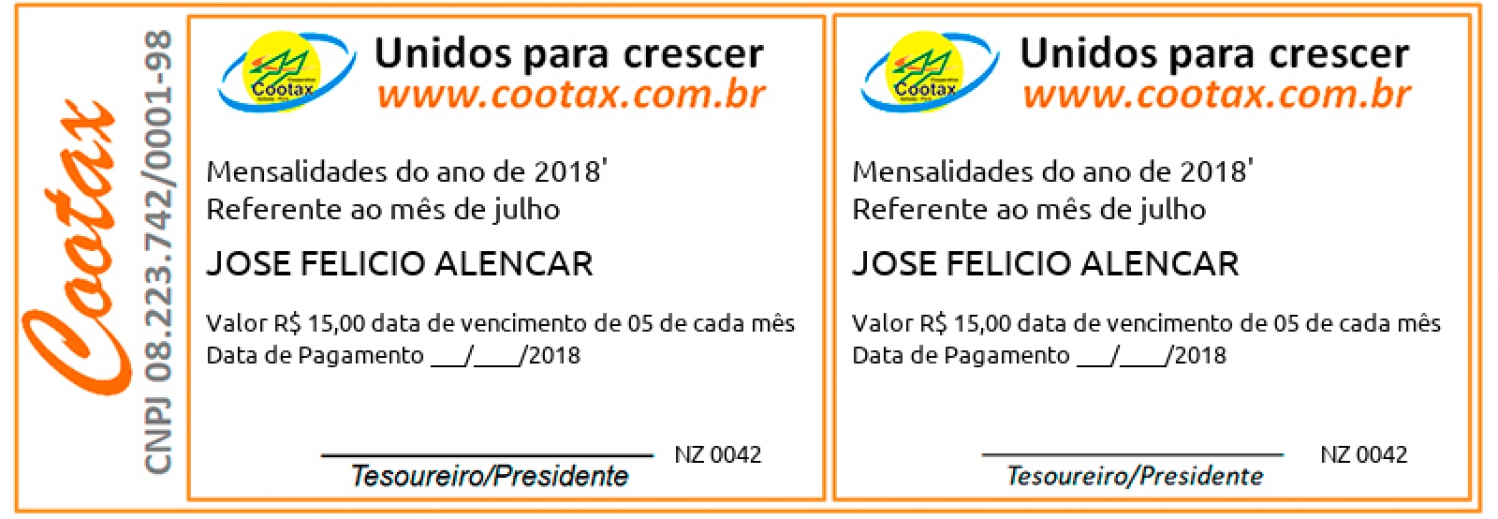 Cootax
CNPJ 08.223.742/0001-98
Cooperativa
Cootax
Unidos para crescer
www.cootax.com.br
Mensalidades do ano de 2018'
Referente ao mês de julho
JOSE FELICIO ALENCAR
Valor R$ 15,00 data de vencimento de 05 de cada mês
Data de Pagamento ___/____/2018
NZ 0042
Tesoureiro/Presidente
Cooperativa
Cootax
Unidos para crescer
www.cootax.com.br
Mensalidades do ano de 2018'
Referente ao mês de julho
JOSE FELICIO ALENCAR
Valor R$ 15,00 data de vencimento de 05 de cada mês
Data de Pagamento ___/____/2018
NZ 0042
Tesoureiro/Presidente